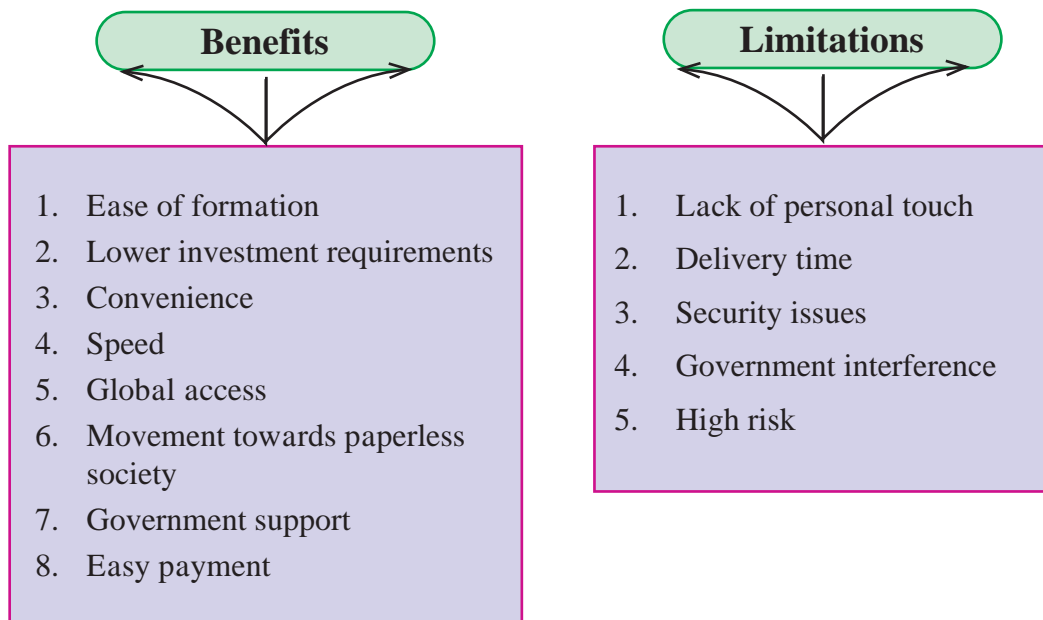 Benefits
1. Ease of formation
2. Lower investment requirements
3. Convenience
4. Speed
5. Global access
6. Movement towards paperless
society
7. Government support
8. Easy payment
Limitations
1. Lack of personal touch
2. Delivery time
3. Security issues
4. Government interference
5. High risk